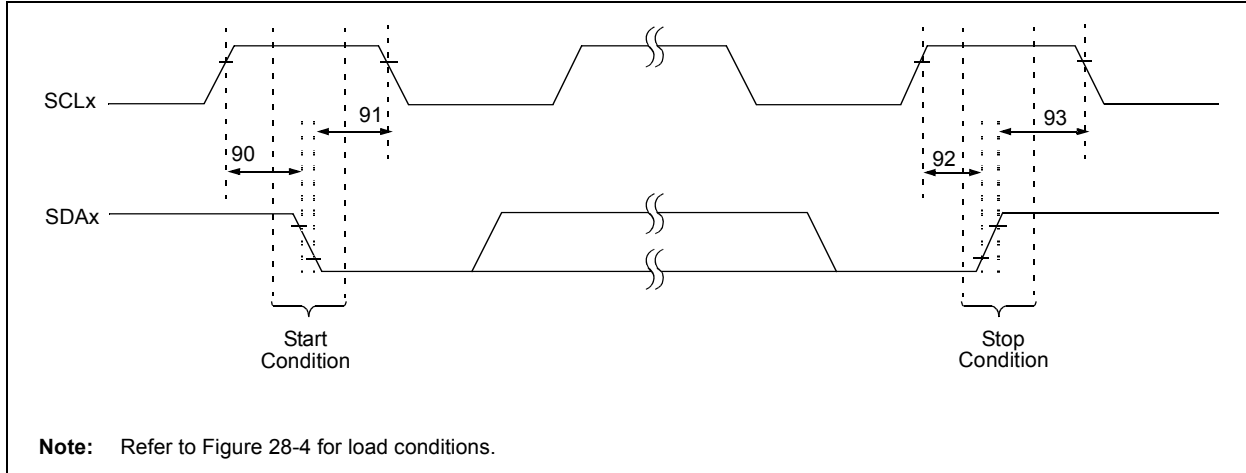 SCLx
91
93
90
92
SDAx
Start
Condition
Stop
Condition
Note: Refer to Figure 28-4 for load conditions.